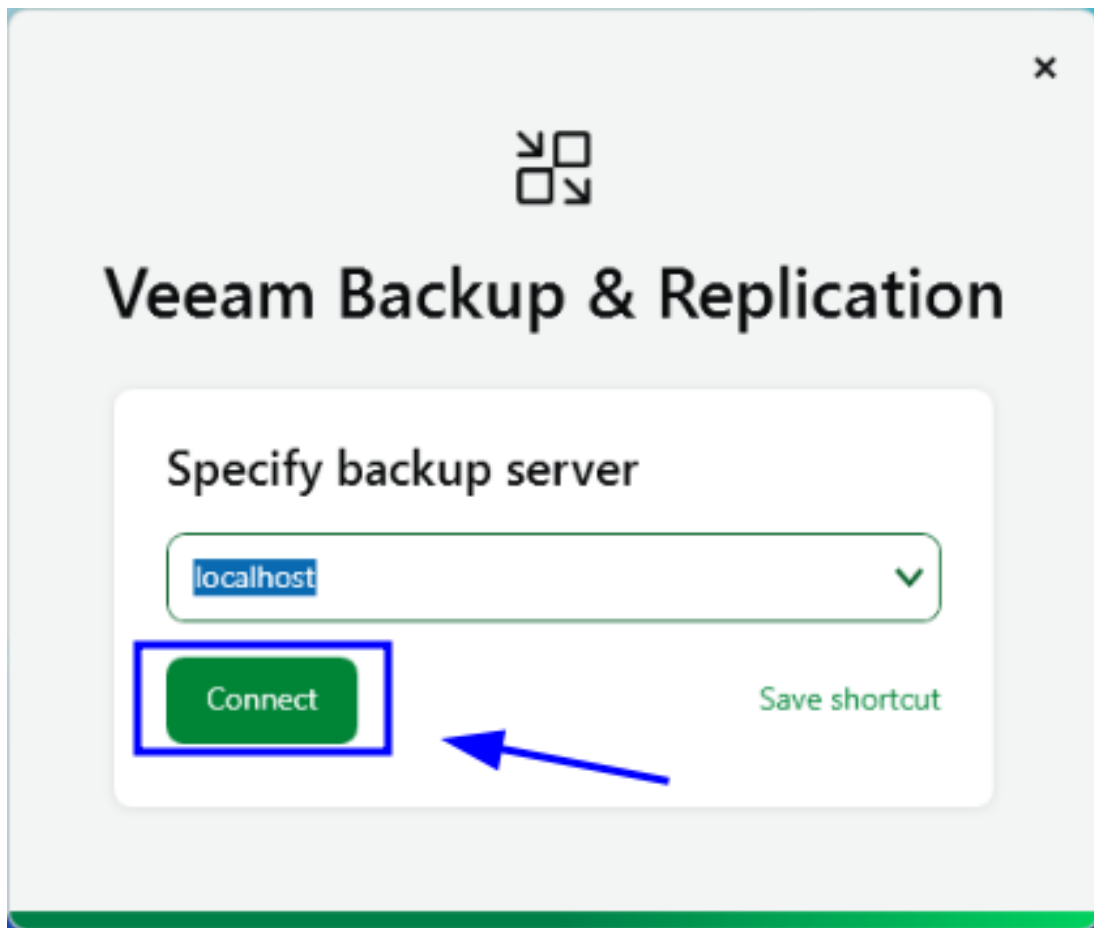 Veeam Backup & Replication
Specify backup server
localhost
Connect
Save shortcut